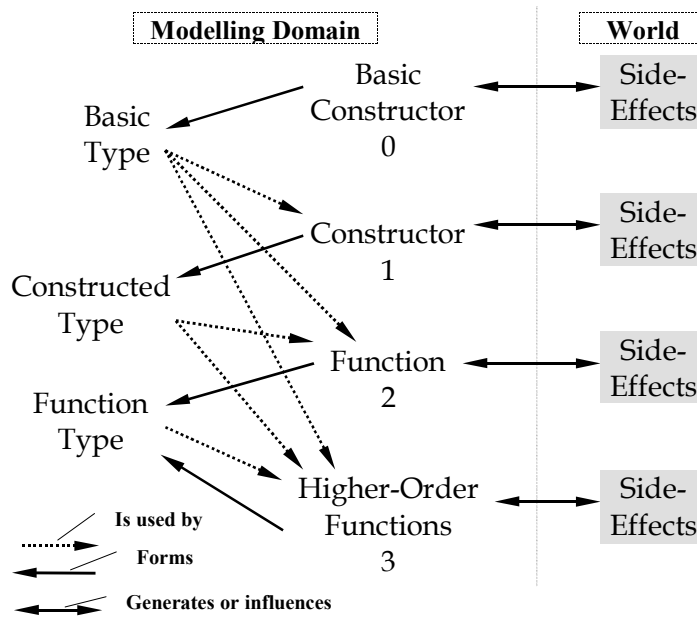 Modelling Domain
World
Basic
Constructor
0
Side-
Effects
Basic
Type
Constructor
1
Side-
Effects
Constructed
Type
Function
2
Side-
Effects
Function
Type
Higher-Order
Functions
3
Side-
Effects
Is used by
Forms
Generates or influences